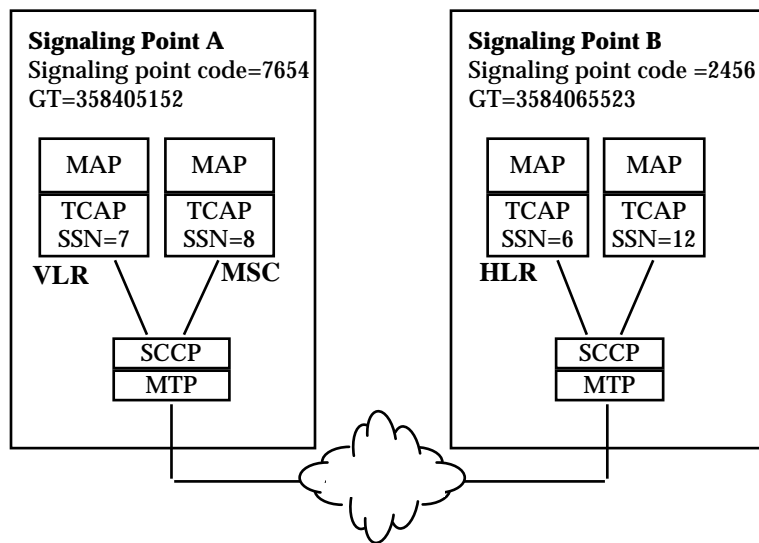 Signaling Point A
Signaling point code=7654
GT=358405152
MAP
MAP
TCAP
SSN=7
TCAP
SSN=8
VLR
MSC
SCCP
MTP
Signaling Point B
Signaling point code =2456
GT=3584065523
MAP
MAP
TCAP
SSN=6
TCAP
SSN=12
HLR
SCCP
MTP